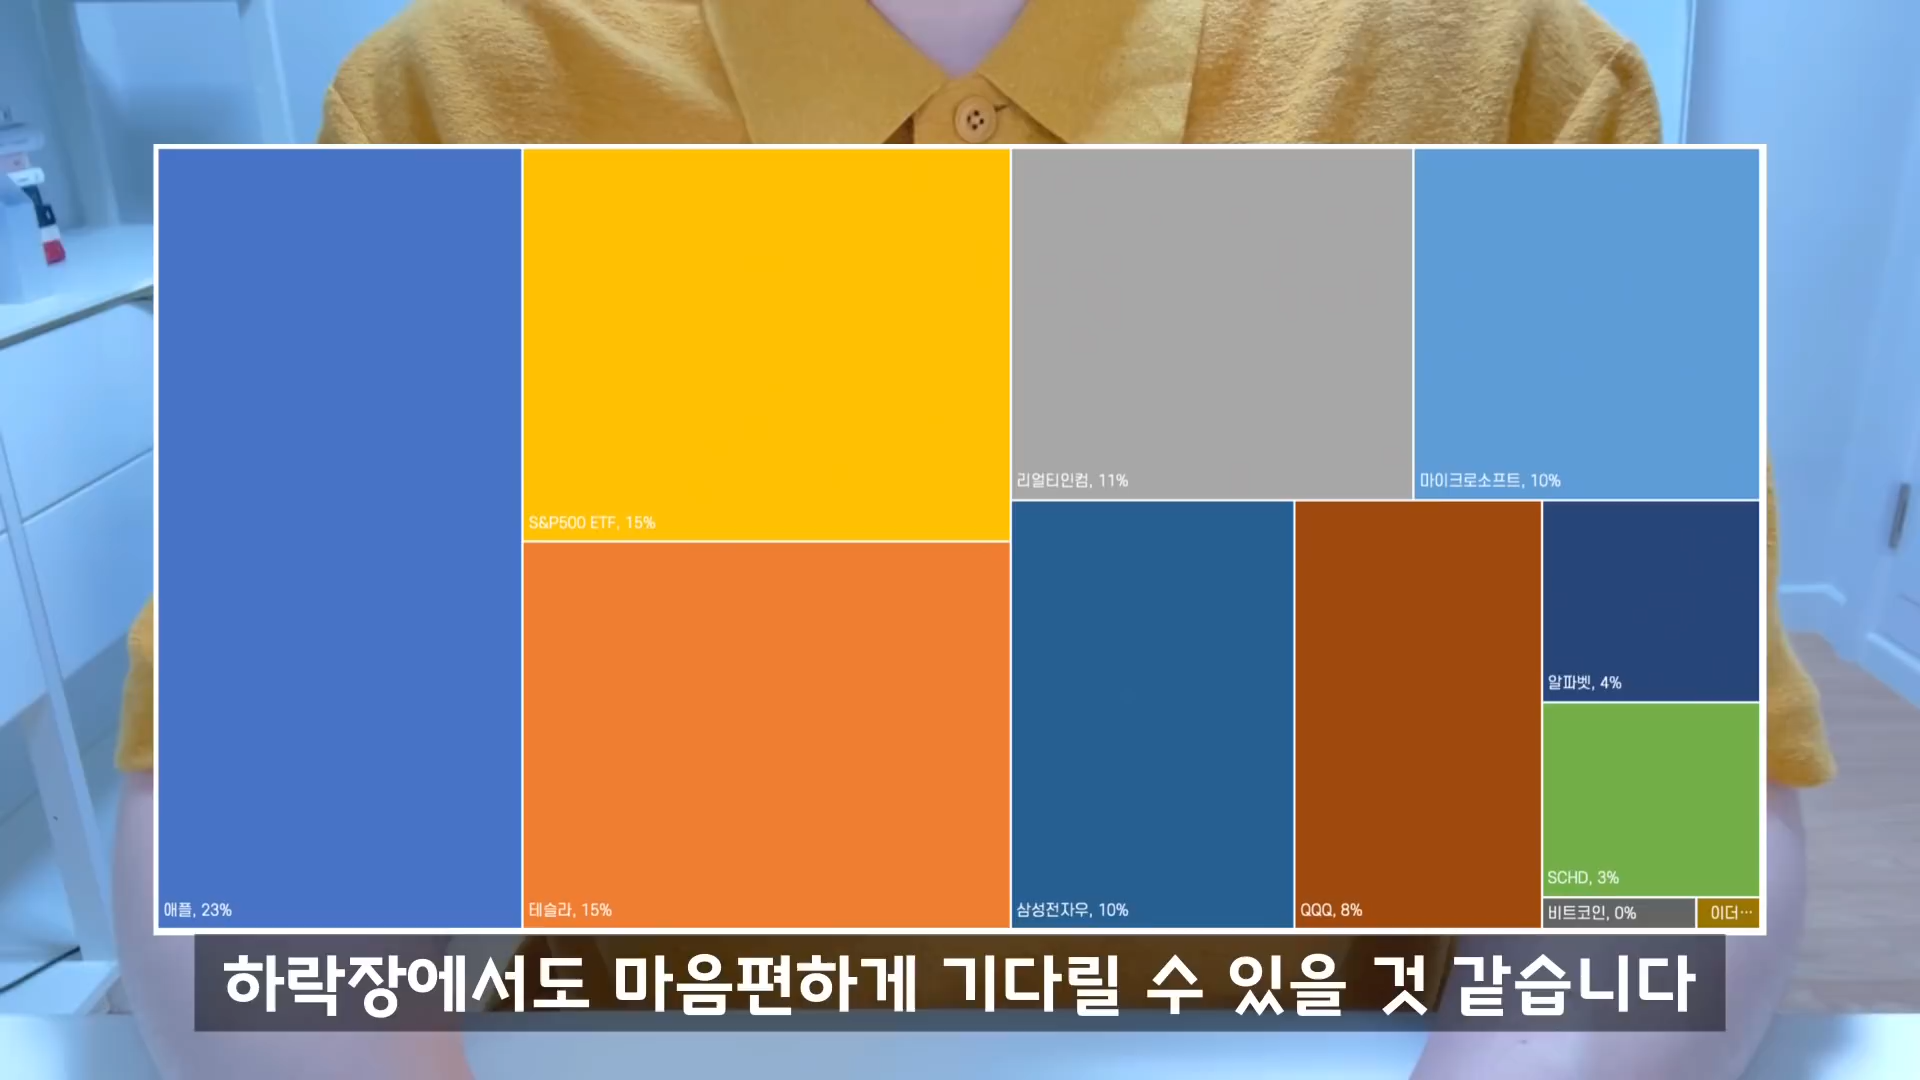 애플, 23%
S&P500 ETF, 15%
테슬라, 15%
리얼티인컴, 11%
마이크로소프트, 10%
삼성전자우, 10%
QQQ, 8%
알파벳, 4%
SCHD, 3%
비트코인, 0%
이더…
하락장에서도 마음편하게 기다릴 수 있을 것 같습니다